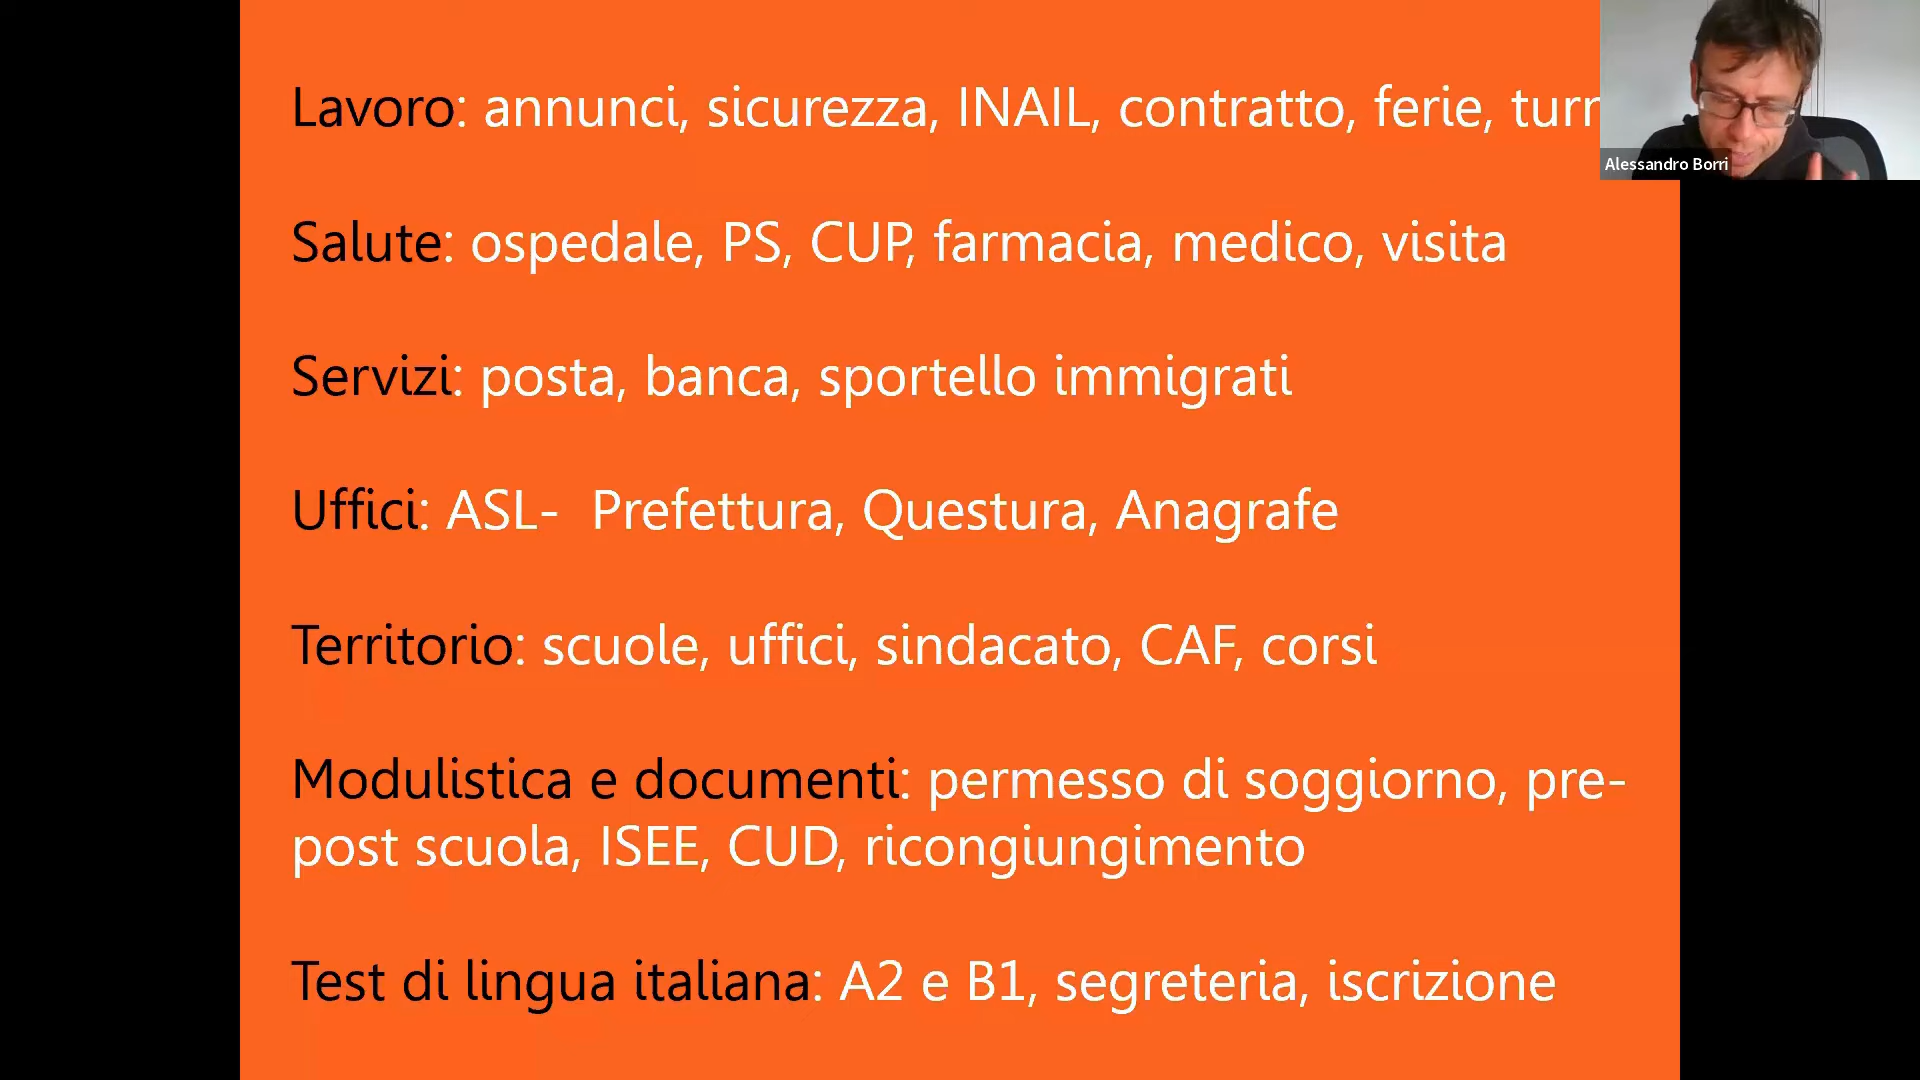 Lavoro: annunci, sicurezza, INAIL, contratto, ferie,
Alessandro Borri
Salute: ospedale, PS, CUP, farmacia, medico, visita
Servizi: posta, banca, sportello immigrati
Uffici: ASL-  Prefettura, Questura, Anagrafe
Territorio: scuole, uffici, sindacato, CAF, corsi
Modulistica e documenti: permesso di soggiorno, pre-
post scuola, ISEE, CUD, ricongiungimento
Test di lingua italiana: A2 e B1, segreteria, iscrizione